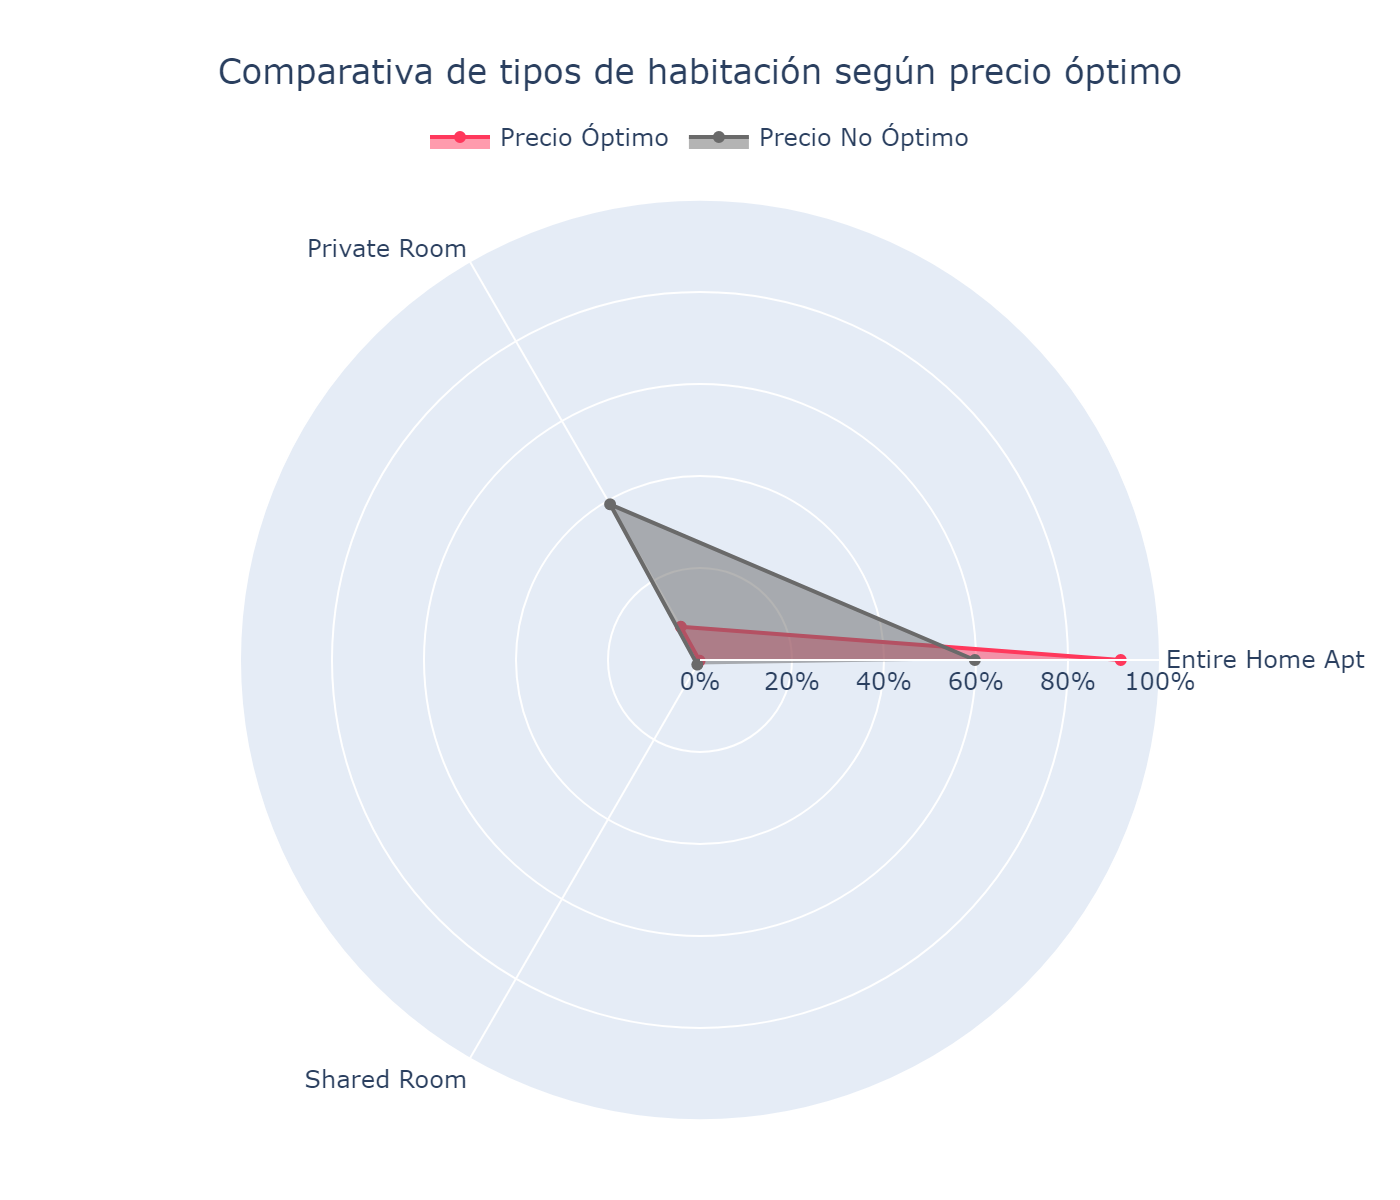 Comparativa de tipos de habitación según precio óptimo
Precio Óptimo
Precio No Óptimo
Private Room
Entire Home Apt
0%
20%
40%
60%
80%
100%
Shared Room